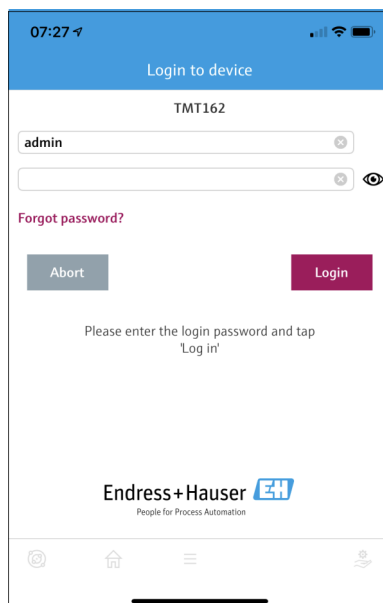 07:27
Login to device
TMT162
admin
Forgot password?
Abort
Login
Please enter the login password and tap
'Log in'
Endress+Hauser EH
People for Process Automation